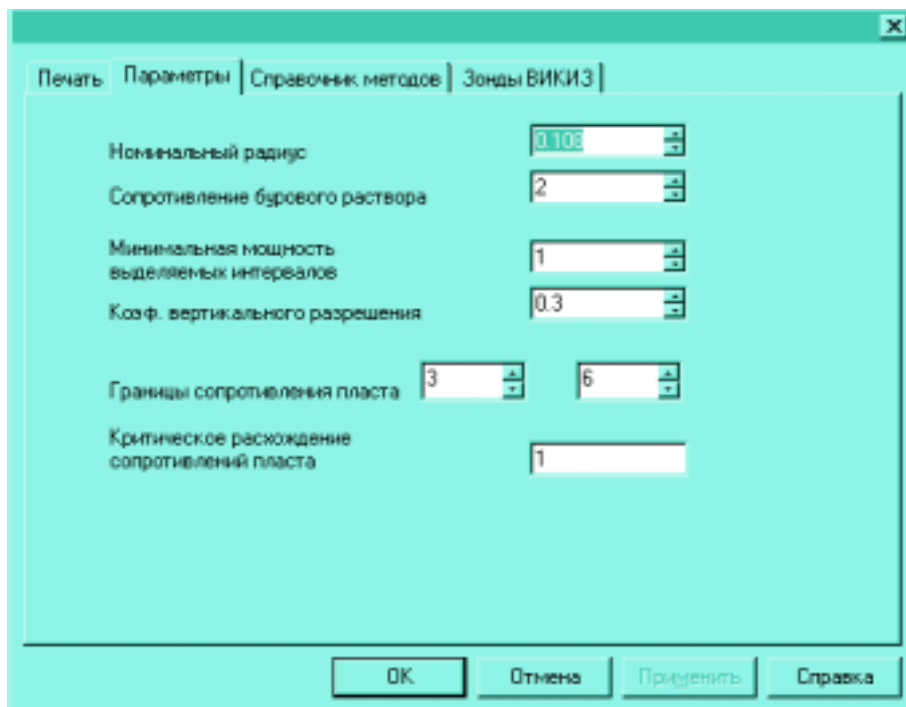 Печать Параметры Справочник методов Зонды ВИКИЗ
Номинальный радиус 0.108
Сопротивление бурового раствора 2
Минимальная мощность
выделяемых интервалов 1
Коэф. вертикального разрешения 0.3
Границы сопротивления пласта 3 6
Критическое расхождение
сопротивлений пласта 1
OK Отмена Применить Справка